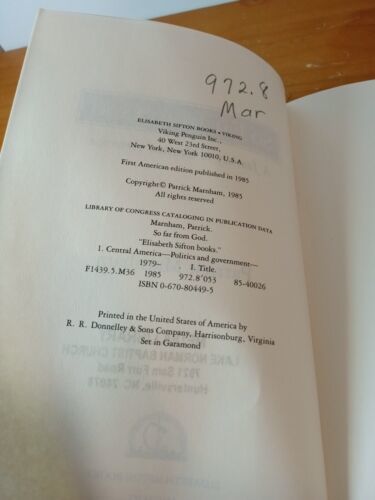 972.8
Mar
ELISABETH SIFTON BOOKS • VIKING
Viking Penguin Inc.,
40 West 23rd Street,
New York, New York 10010, U.S.A.
First American edition published in 1985
Copyright © Patrick Marnham, 1985
All rights reserved
LIBRARY OF CONGRESS CATALOGING IN PUBLICATION DATA
Marnham, Patrick.
So far from God.
"Elisabeth Sifton books."
1. Central America—Politics and government—
1979– I. Title.
F1439.5.M36 1985 972.8'053 85-40026
ISBN 0-670-80449-5
Printed in the United States of America by
R. R. Donnelley & Sons Company, Harrisonburg, Virginia
Set in Garamond
LAKE NORMAN BAPTIST CHURCH
7921 Sam Furr Road
Huntersville, NC 28078